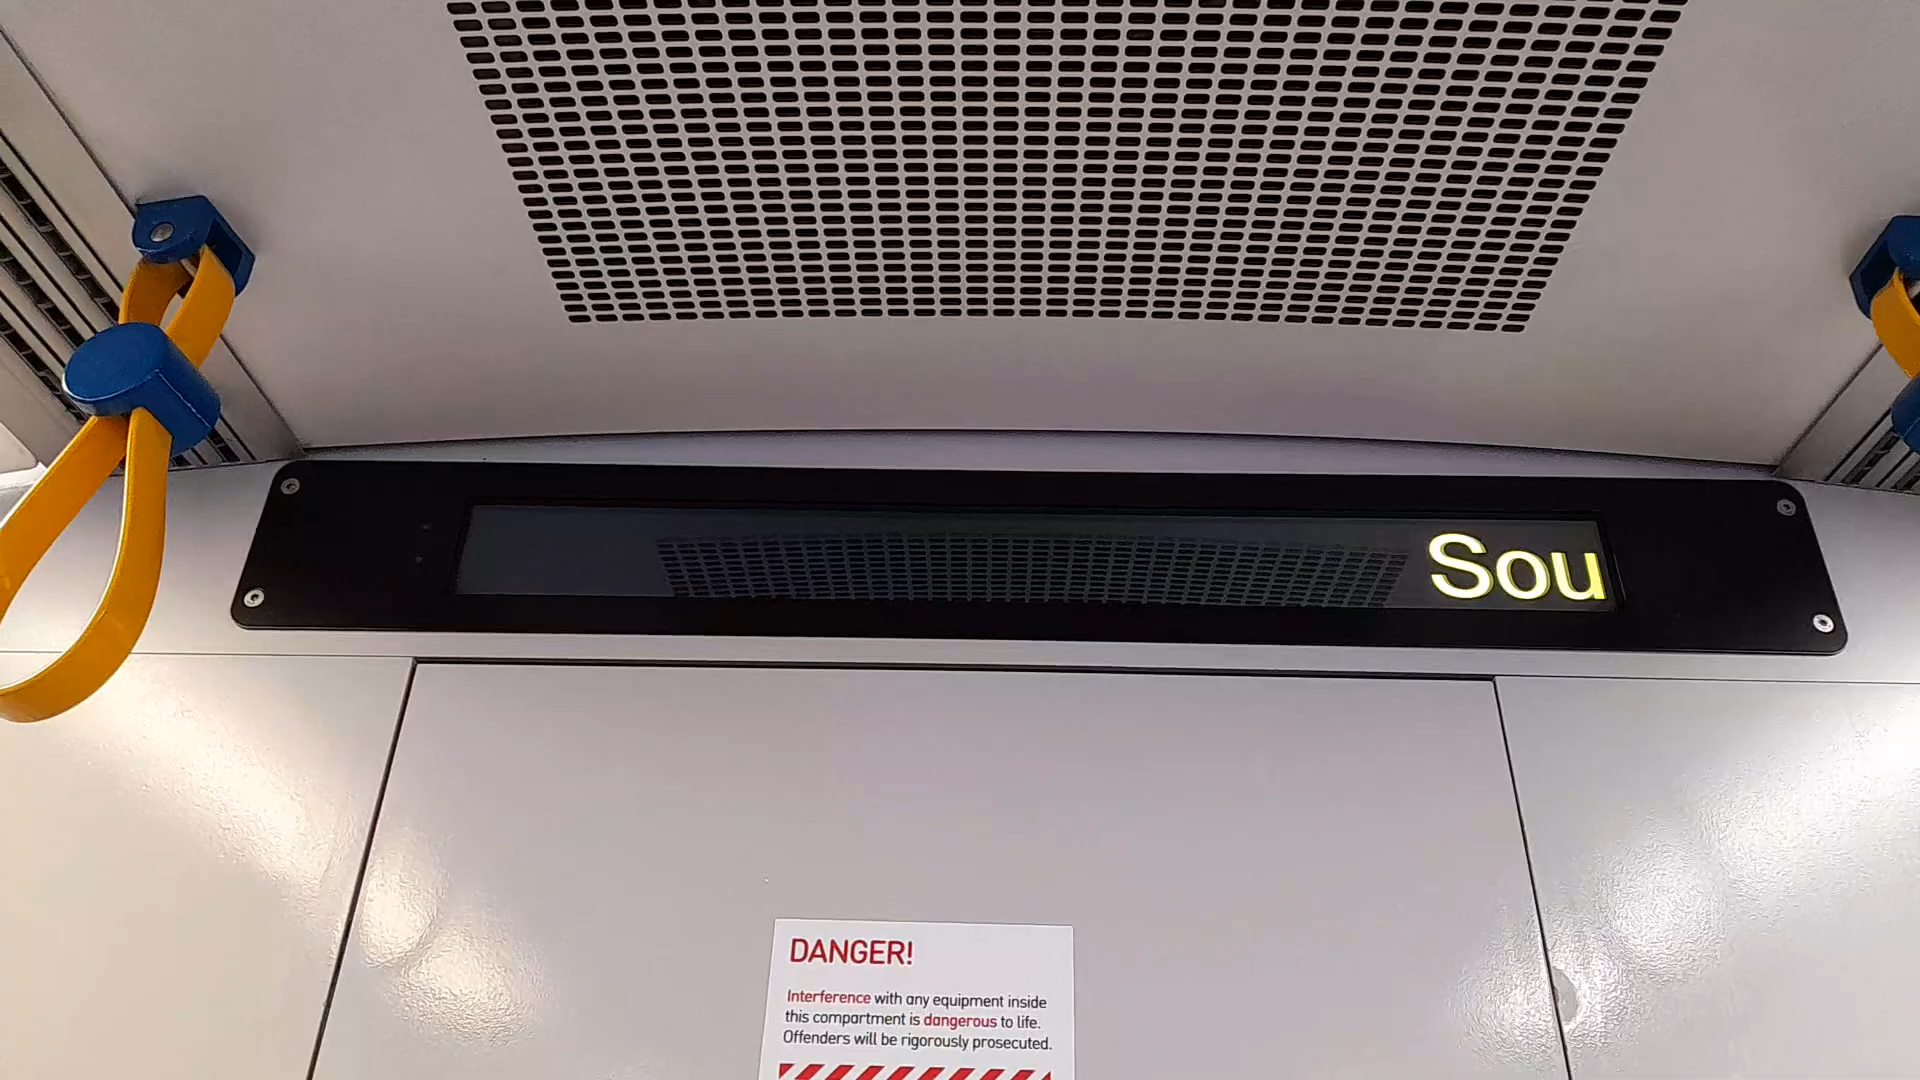 Sou
DANGER!
Interference with any equipment inside
this compartment is dangerous to life.
Offenders will be rigorously prosecuted.